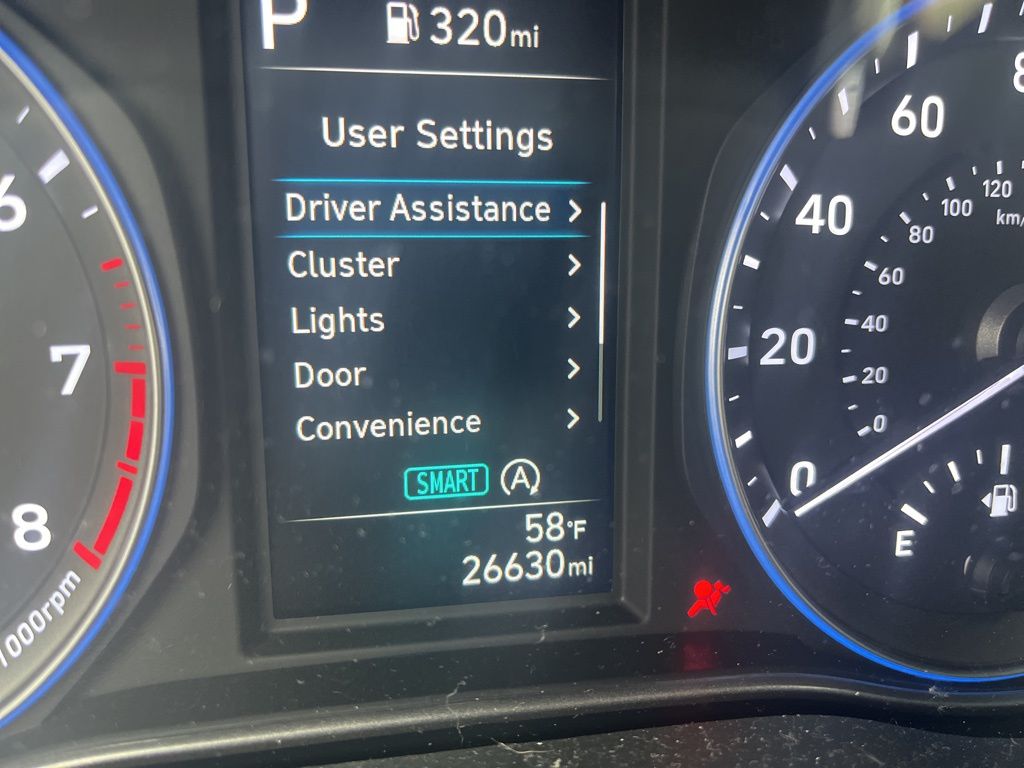 P 320mi
User Settings
Driver Assistance >
Cluster >
Lights >
Door >
Convenience >
SMART A
58°F
26630mi
6
7
8
1000rpm
60
40
20
0
120
100
80
60
40
20
0
km/
E